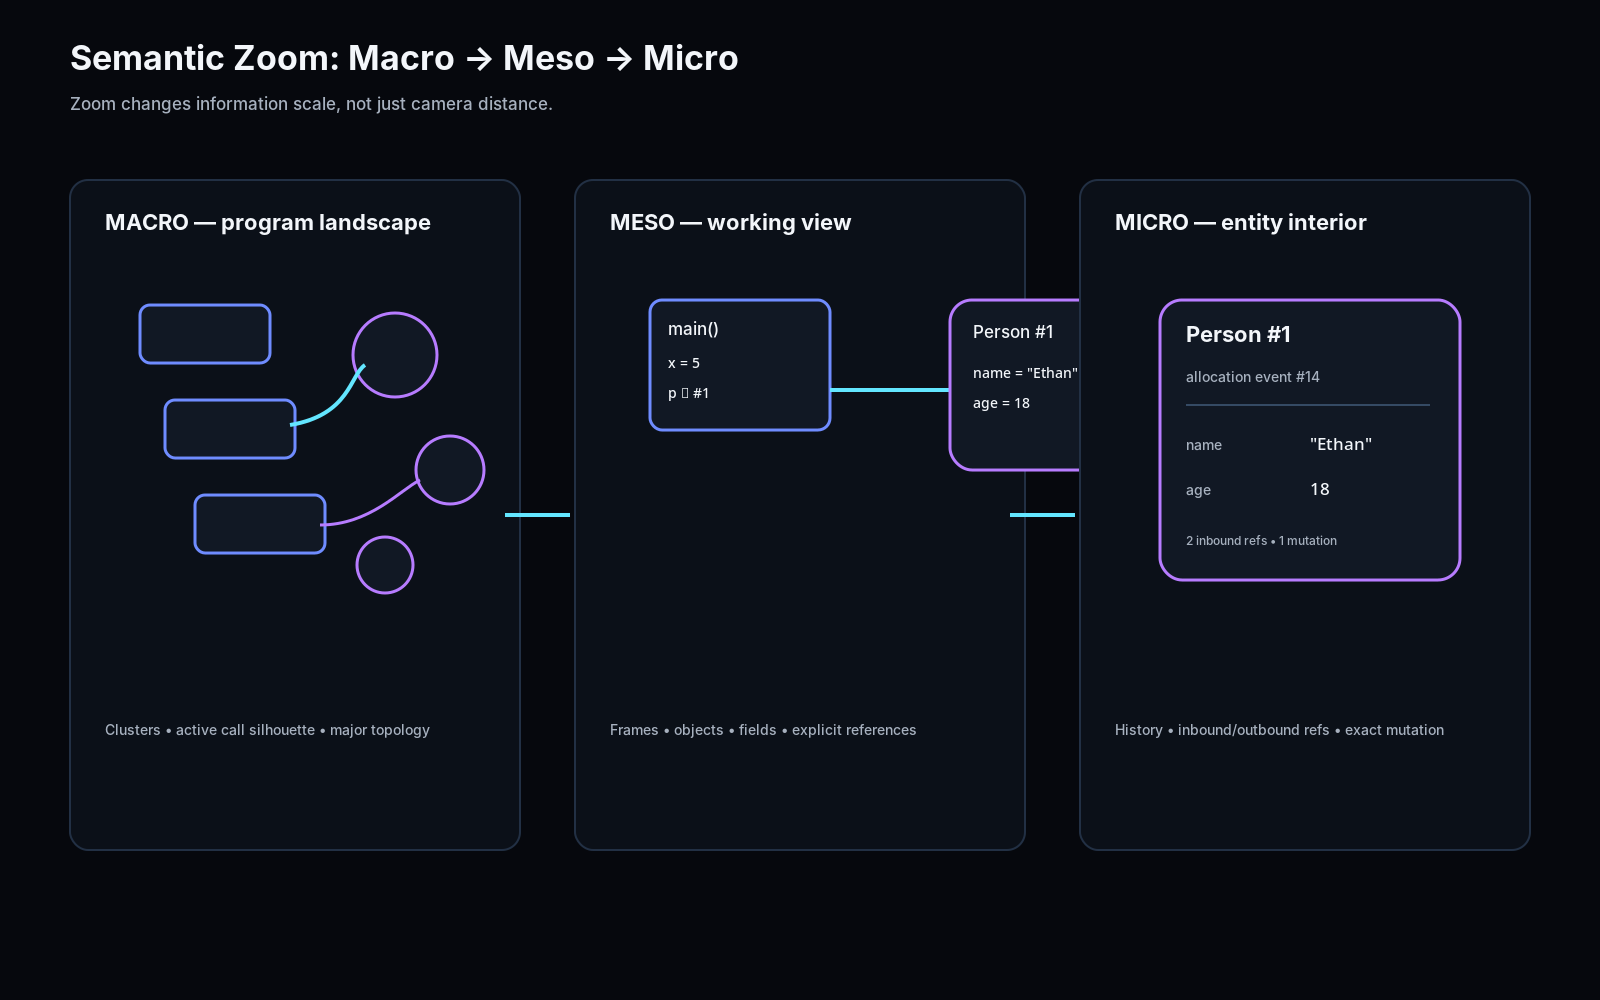 Semantic Zoom: Macro → Meso → Micro
Zoom changes information scale, not just camera distance.
MACRO — program landscape
Clusters • active call silhouette • major topology
MESO — working view
main()
x = 5
p ▯ #1
Person #1
name = "Ethan"
age = 18
Frames • objects • fields • explicit references
MICRO — entity interior
Person #1
allocation event #14
name "Ethan"
age 18
2 inbound refs • 1 mutation
History • inbound/outbound refs • exact mutation